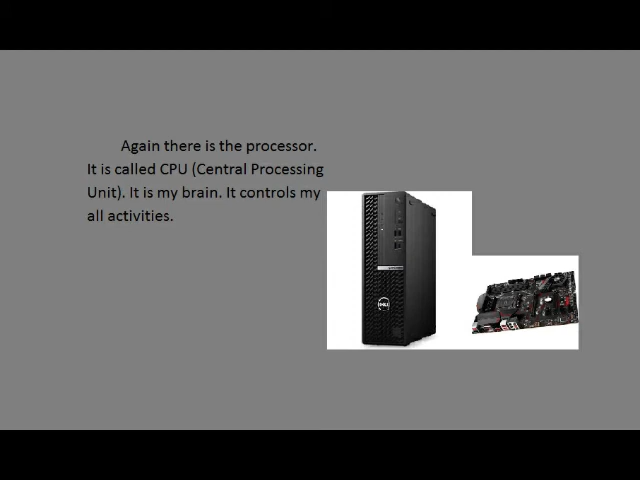 Again there is the processor.
It is called CPU (Central Processing
Unit). It is my brain. It controls my
all activities.
DELL